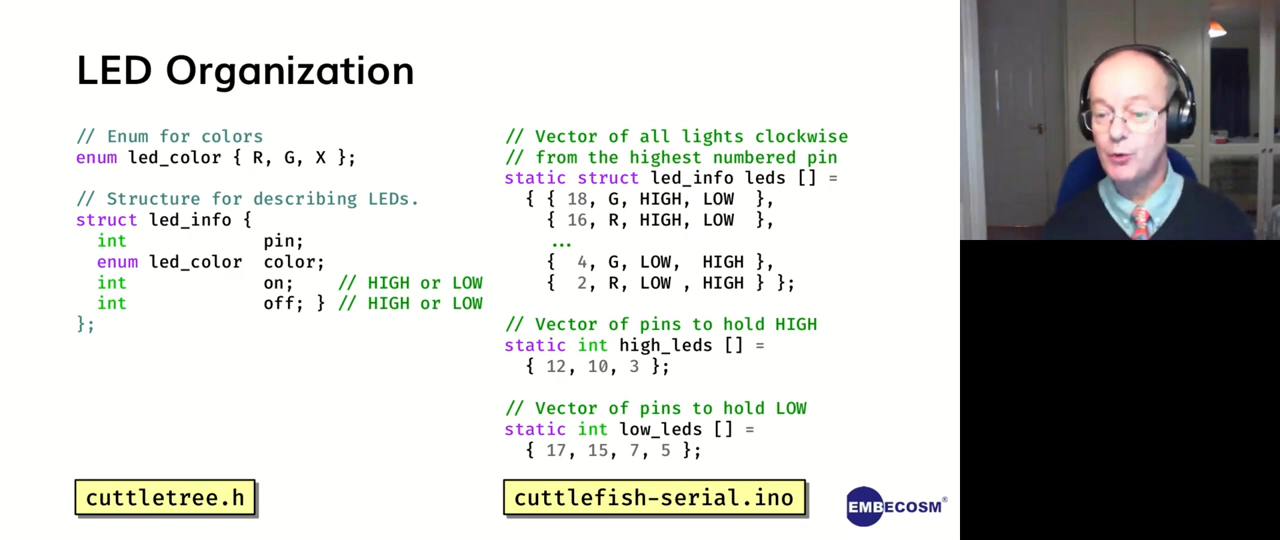 LED Organization
// Enum for colors
enum led_color { R, G, X };
// Structure for describing LEDs.
struct led_info {
int pin;
enum led_color color;
int on; // HIGH or LOW
int off; } // HIGH or LOW
};
cuttletree.h
// Vector of all lights clockwise
// from the highest numbered pin
static struct led_info leds [] =
{ { 18, G, HIGH, LOW },
{ 16, R, HIGH, LOW },
...
{ 4, G, LOW, HIGH },
{ 2, R, LOW , HIGH } };
// Vector of pins to hold HIGH
static int high_leds [] =
{ 12, 10, 3 };
// Vector of pins to hold LOW
static int low_leds [] =
{ 17, 15, 7, 5 };
cuttlefish-serial.ino
EMBECOSM®